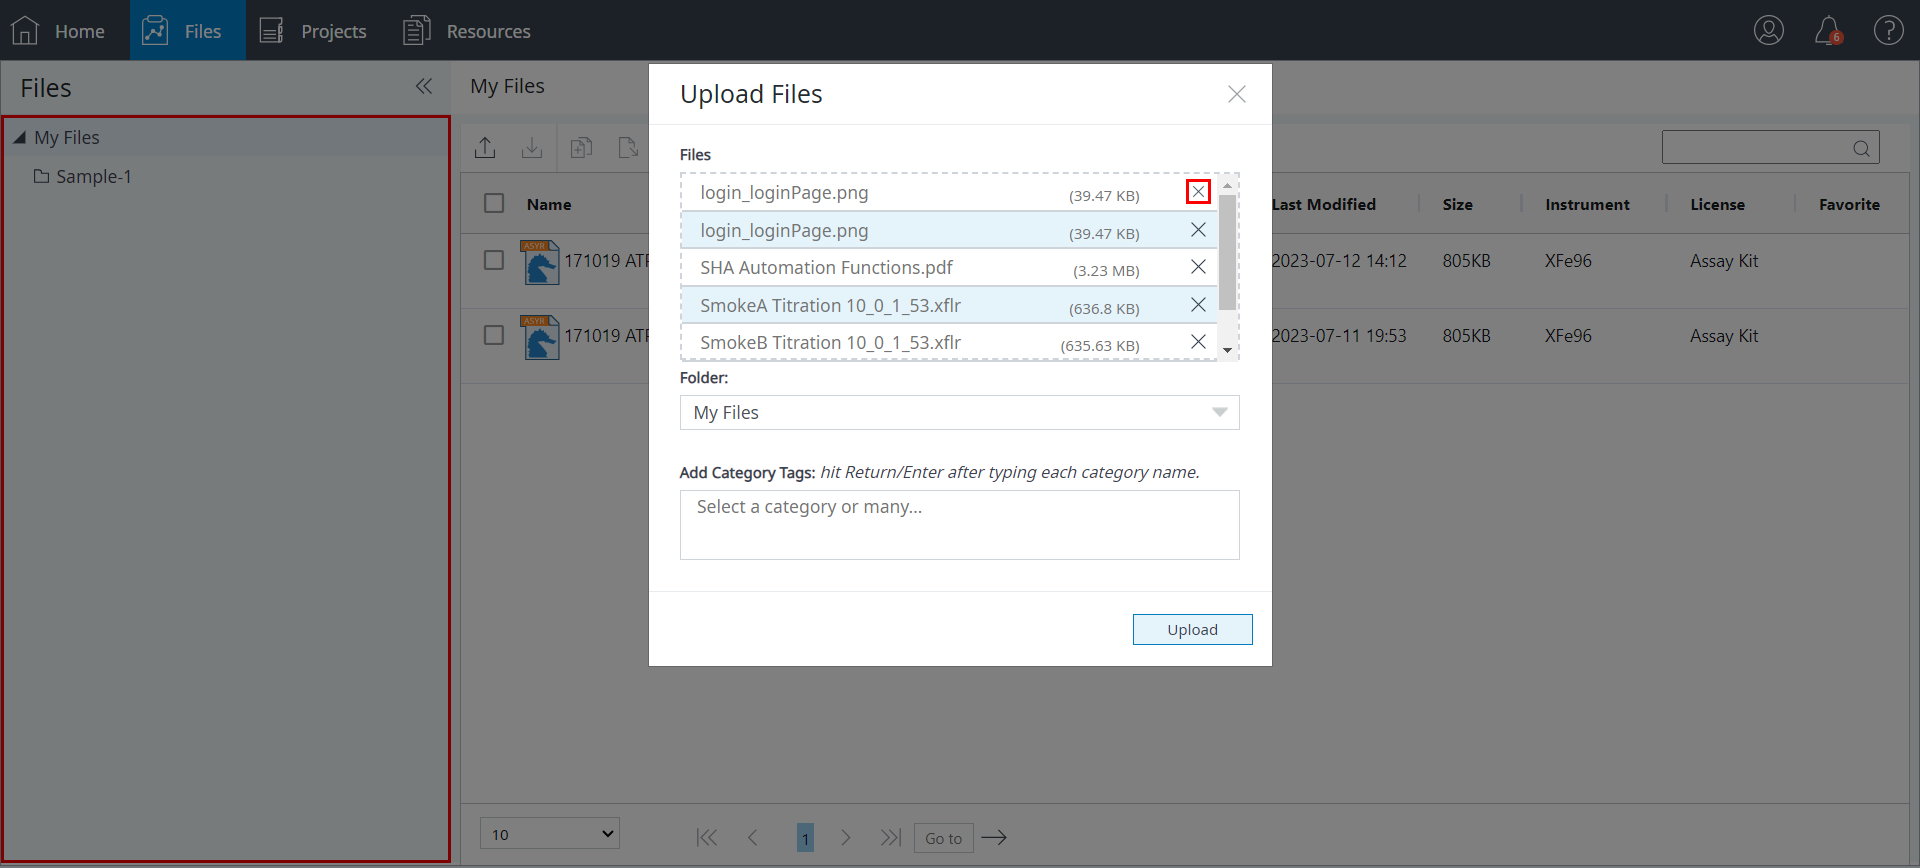 Home Files Projects Resources 6
Files
My Files
Sample-1
My Files
Name Last Modified Size Instrument License Favorite
ASYR 171019 ATP 2023-07-12 14:12 805KB XFe96 Assay Kit
ASYR 171019 ATP 2023-07-11 19:53 805KB XFe96 Assay Kit
10 1 Go to
Upload Files
Files
login_loginPage.png (39.47 KB)
login_loginPage.png (39.47 KB)
SHA Automation Functions.pdf (3.23 MB)
SmokeA Titration 10_0_1_53.xflr (636.8 KB)
SmokeB Titration 10_0_1_53.xflr (635.63 KB)
Folder:
My Files
Add Category Tags: hit Return/Enter after typing each category name.
Select a category or many...
Upload